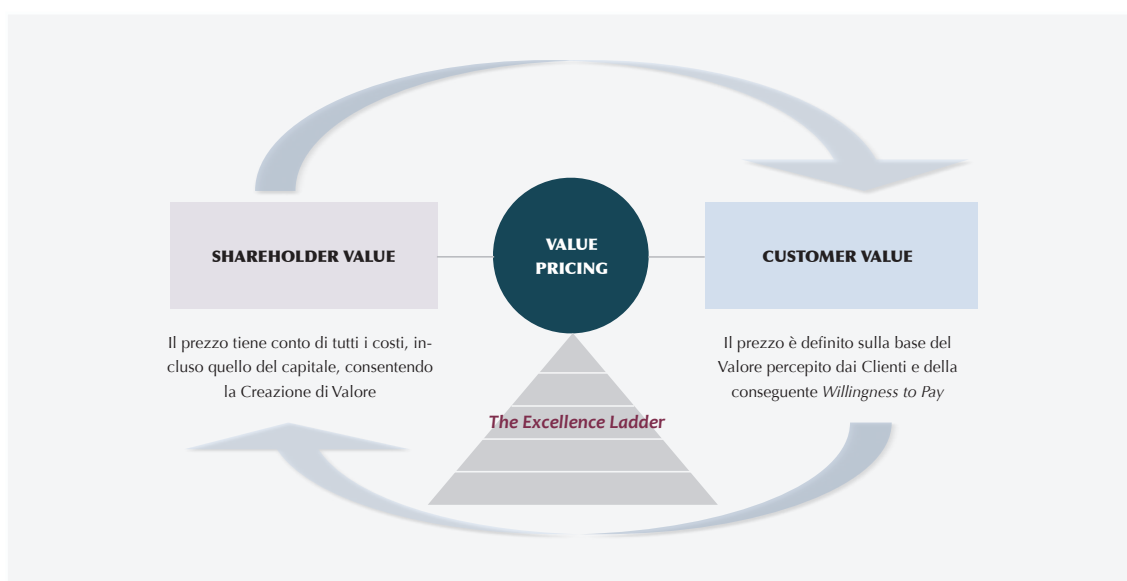 SHAREHOLDER VALUE
VALUE
PRICING
CUSTOMER VALUE
Il prezzo tiene conto di tutti i costi, in-
cluso quello del capitale, consentendo
la Creazione di Valore
Il prezzo è definito sulla base del
Valore percepito dai Clienti e della
conseguente Willingness to Pay
The Excellence Ladder